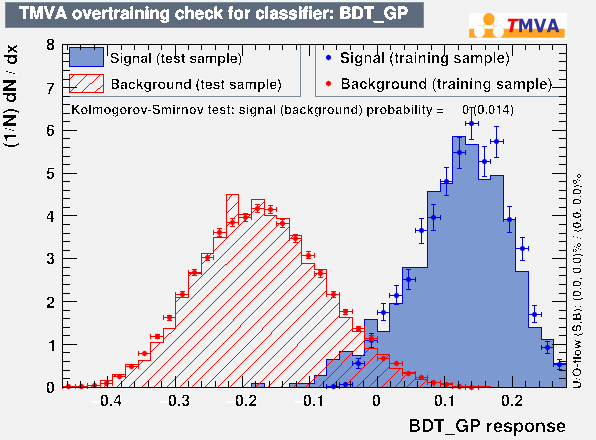 TMVA overtraining check for classifier: BDT_GP
TMVA
Signal (test sample)
Background (test sample)
Signal (training sample)
Background (training sample)
Kolmogorov-Smirnov test: signal (background) probability = 0 (0.014)
(1/N) dN / dx
8
7
6
5
4
3
2
1
0
-0.4 -0.3 -0.2 -0.1 0 0.1 0.2
BDT_GP response
U/O-flow (S,B): (0.0, 0.0)% / (0.0, 0.0)%